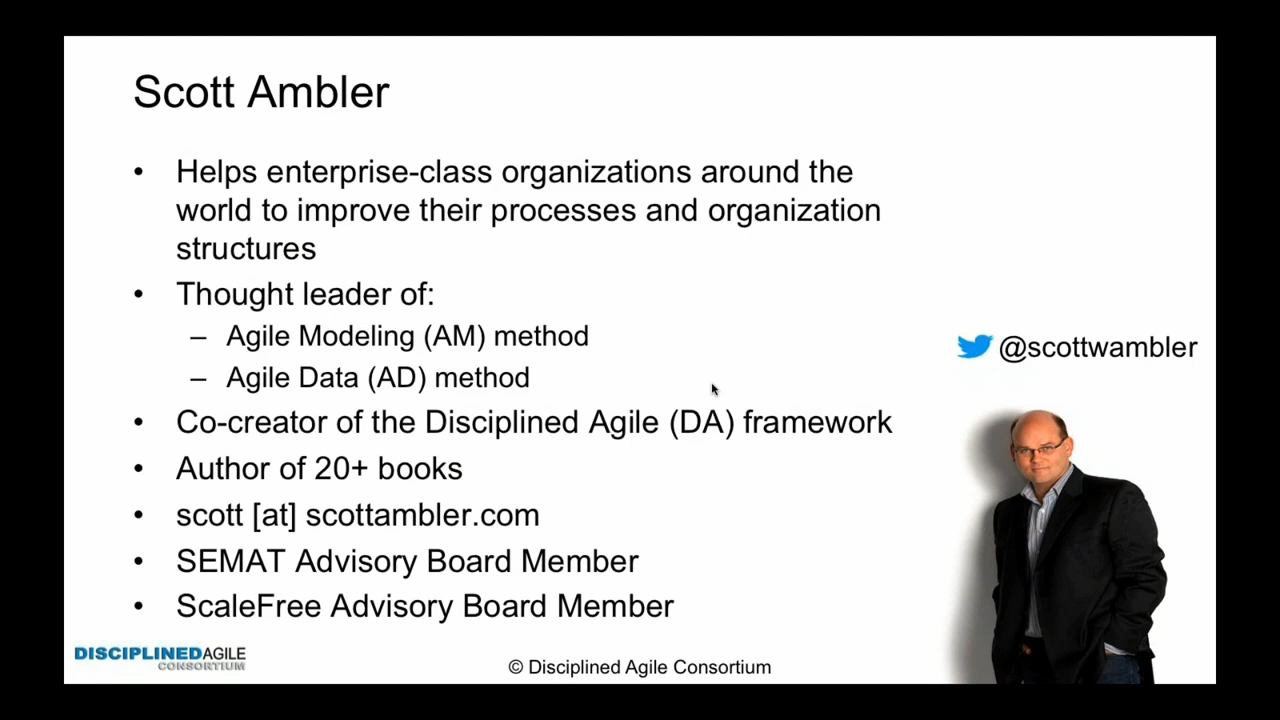 Scott Ambler
• Helps enterprise-class organizations around the
world to improve their processes and organization
structures
• Thought leader of:
– Agile Modeling (AM) method
– Agile Data (AD) method
• Co-creator of the Disciplined Agile (DA) framework
• Author of 20+ books
• scott [at] scottambler.com
• SEMAT Advisory Board Member
• ScaleFree Advisory Board Member
@scottwambler
DISCIPLINEDAGILE
CONSORTIUM
© Disciplined Agile Consortium